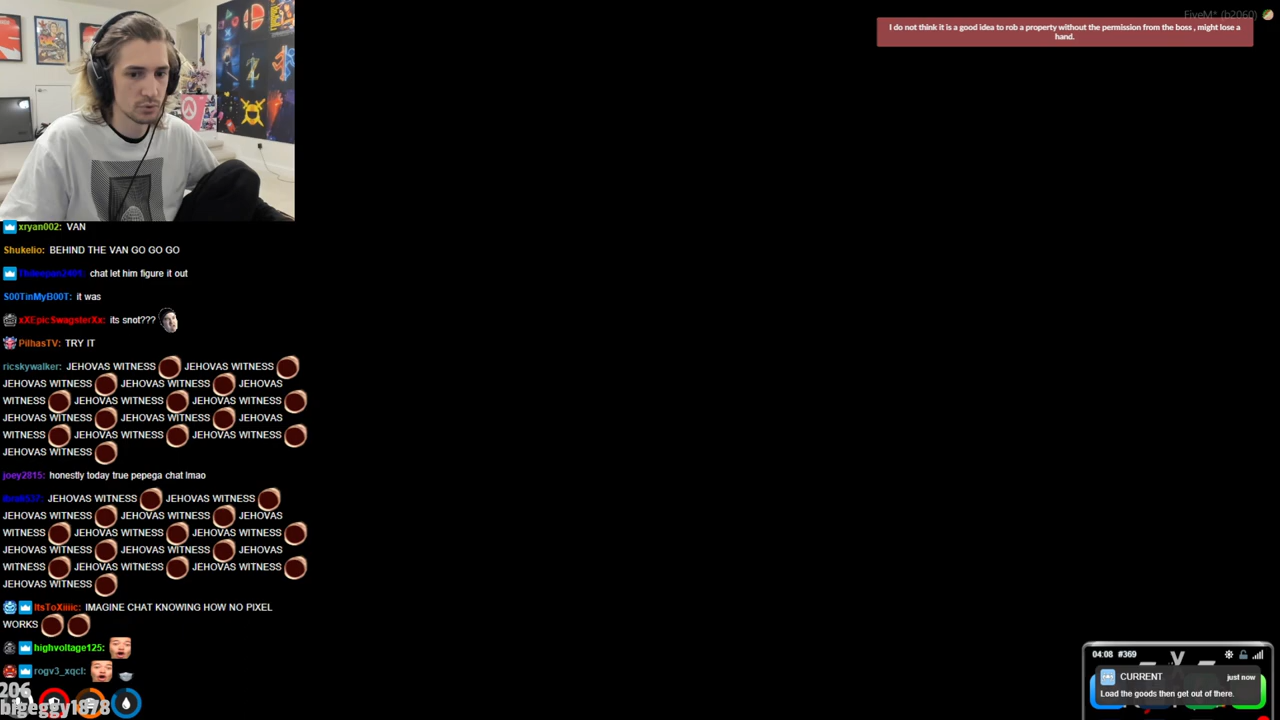 FiveM* (b2060)
I do not think it is a good idea to rob a property without the permission from the boss , might lose a
hand.
xryan002: VAN
Shukelio: BEHIND THE VAN GO GO GO
chat let him figure it out
S00TinMyB00T: it was
xXEpicSwagsterXx: its snot???
PilhasTV: TRY IT
ricskywalker: JEHOVAS WITNESS JEHOVAS WITNESS
JEHOVAS WITNESS JEHOVAS WITNESS JEHOVAS
WITNESS JEHOVAS WITNESS JEHOVAS WITNESS
JEHOVAS WITNESS JEHOVAS WITNESS JEHOVAS
WITNESS JEHOVAS WITNESS JEHOVAS WITNESS
JEHOVAS WITNESS
joey2815: honestly today true pepega chat lmao
JEHOVAS WITNESS JEHOVAS WITNESS
JEHOVAS WITNESS JEHOVAS WITNESS JEHOVAS
WITNESS JEHOVAS WITNESS JEHOVAS WITNESS
JEHOVAS WITNESS JEHOVAS WITNESS JEHOVAS
WITNESS JEHOVAS WITNESS JEHOVAS WITNESS
JEHOVAS WITNESS
ItsToXiiiic: IMAGINE CHAT KNOWING HOW NO PIXEL
WORKS
highvoltage125:
rogv3_xqcl:
206
bigeggy1878
04:08 #369
CURRENT just now
Load the goods then get out of there.